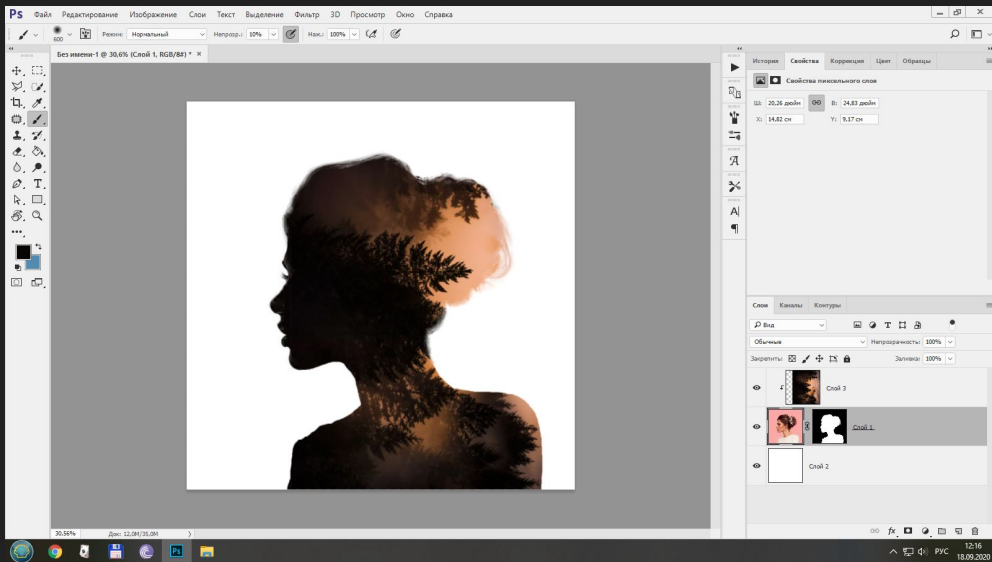 Ps Файл Редактирование Изображение Слои Текст Выделение Фильтр 3D Просмотр Окно Справка
600 Режим: Нормальный Непрозр.: 10% Наж.: 100%
Без имени-1 @ 30,6% (Слой 1, RGB/8#) * ×
История Свойства Коррекция Цвет Образцы
Свойства пиксельного слоя
Ш: 20,26 дюйм В: 24,83 дюйм
X: 14,82 см Y: 9,17 см
Слои Каналы Контуры
Вид
Обычные Непрозрачность: 100%
Закрепить: Заливка: 100%
Слой 3
Слой 1
Слой 2
fx
30,56% Док: 12,0M/35,0M
Ps РУС 12:16
18.09.2020